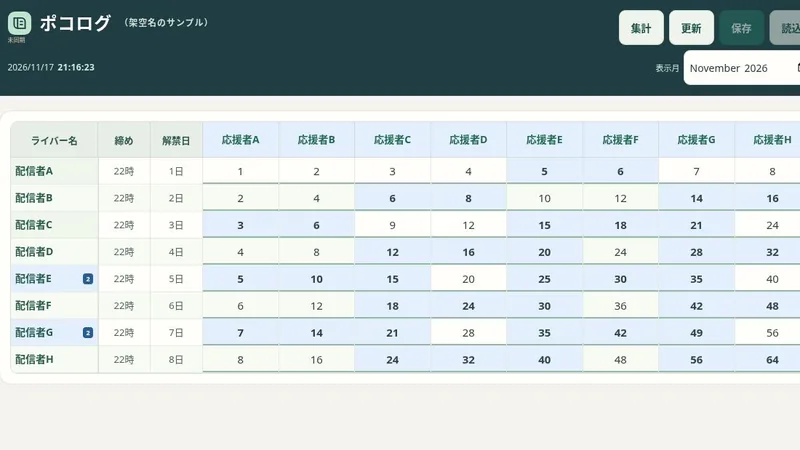 ポコログ （架空名のサンプル）
未同期
集計 更新 保存 読込
2026/11/17 21:16:23
表示月 November 2026
ライバー名 締め 解禁日 応援者A 応援者B 応援者C 応援者D 応援者E 応援者F 応援者G 応援者H
配信者A 22時 1日 1 2 3 4 5 6 7 8
配信者B 22時 2日 2 4 6 8 10 12 14 16
配信者C 22時 3日 3 6 9 12 15 18 21 24
配信者D 22時 4日 4 8 12 16 20 24 28 32
配信者E 2 22時 5日 5 10 15 20 25 30 35 40
配信者F 22時 6日 6 12 18 24 30 36 42 48
配信者G 2 22時 7日 7 14 21 28 35 42 49 56
配信者H 22時 8日 8 16 24 32 40 48 56 64